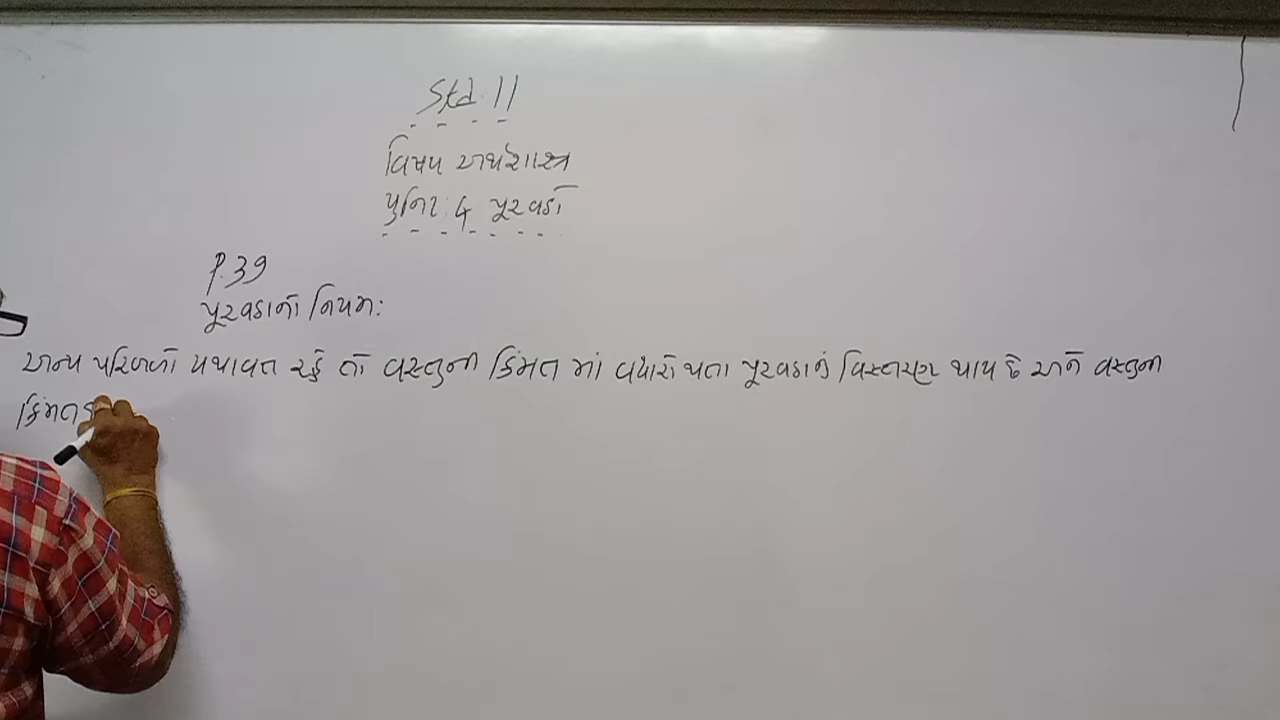 Std. 11
વિષય અર્થશાસ્ત્ર
યુનિટ: 4 પુરવઠો
P.39
પુરવઠાનો નિયમ:
અન્ય પરિબળો યથાવત રહે તો વસ્તુની કિંમત માં વધારો થતા પુરવઠાનું વિસ્તરણ થાય છે અને વસ્તુની
કિંમત